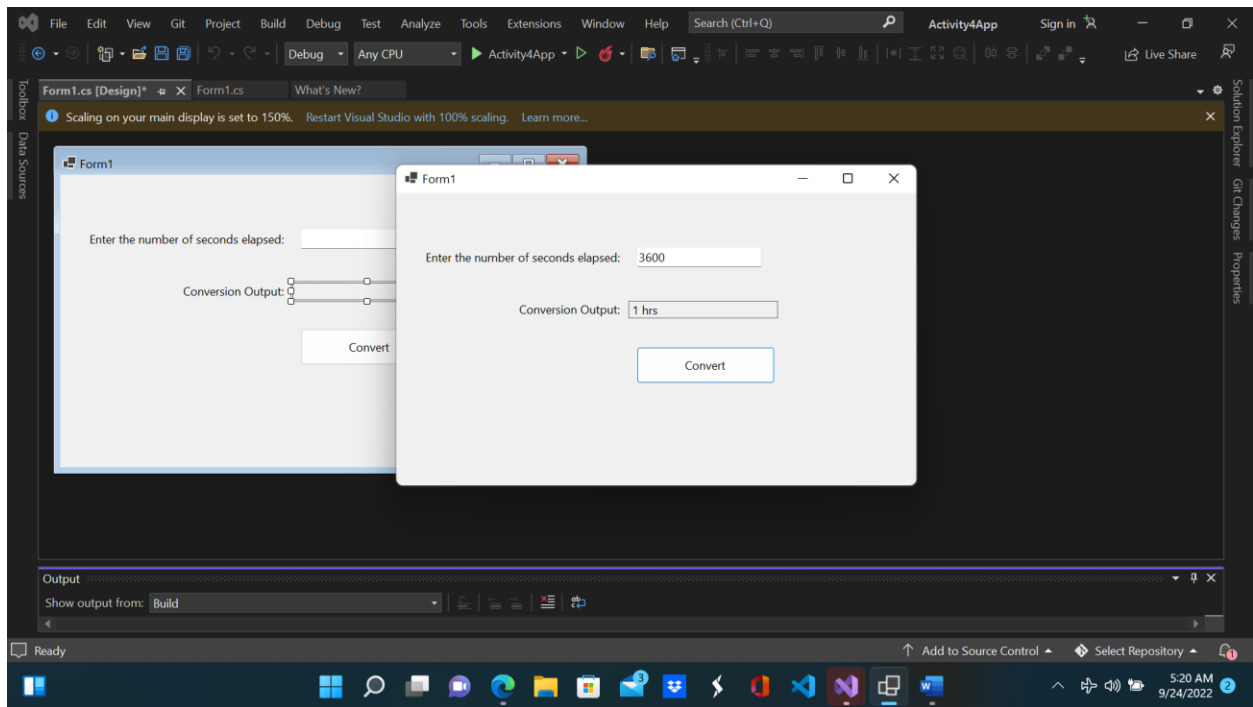 File Edit View Git Project Build Debug Test Analyze Tools Extensions Window Help Search (Ctrl+Q) Activity4App Sign in
Debug Any CPU Activity4App Live Share
Toolbox
Data Sources
Form1.cs [Design]* Form1.cs What's New?
Scaling on your main display is set to 150%. Restart Visual Studio with 100% scaling. Learn more...
Form1
Enter the number of seconds elapsed:
Conversion Output:
Convert
Form1
Enter the number of seconds elapsed: 3600
Conversion Output: 1 hrs
Convert
Solution Explorer
Git Changes
Properties
Output
Show output from: Build
Ready Add to Source Control Select Repository 1
3 5:20 AM
9/24/2022 2